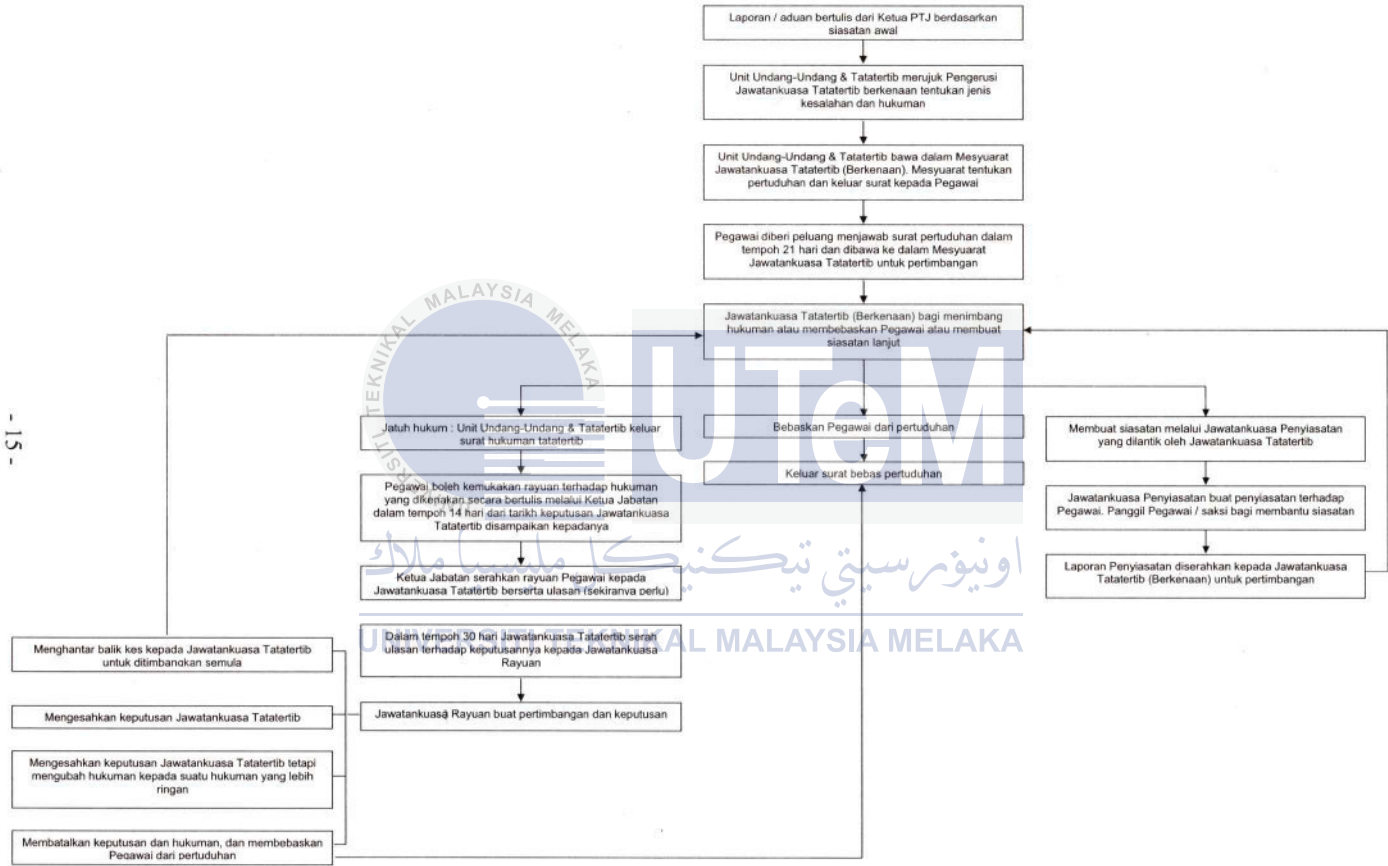 Laporan / aduan bertulis dari Ketua PTJ berdasarkan
siasatan awal
Unit Undang-Undang & Tatatertib merujuk Pengerusi
Jawatankuasa Tatatertib berkenaan tentukan jenis
kesalahan dan hukuman
Unit Undang-Undang & Tatatertib bawa dalam Mesyuarat
Jawatankuasa Tatatertib (Berkenaan). Mesyuarat tentukan
pertuduhan dan keluar surat kepada Pegawai
Pegawai diberi peluang menjawab surat pertuduhan dalam
tempoh 21 hari dan dibawa ke dalam Mesyuarat
Jawatankuasa Tatatertib untuk pertimbangan
Jawatankuasa Tatatertib (Berkenaan) bagi menimbang
hukuman atau membebaskan Pegawai atau membuat
siasatan lanjut
Jatuh hukum : Unit Undang-Undang & Tatatertib keluar
surat hukuman tatatertib
Pegawai boleh kemukakan rayuan terhadap hukuman
yang dikenakan secara bertulis melalui Ketua Jabatan
dalam tempoh 14 hari dari tarikh keputusan Jawatankuasa
Tatatertib disampaikan kepadanya
Ketua Jabatan serahkan rayuan Pegawai kepada
Jawatankuasa Tatatertib berserta ulasan (sekiranya perlu)
Dalam tempoh 30 hari Jawatankuasa Tatatertib serah
ulasan terhadap keputusannya kepada Jawatankuasa
Rayuan
Jawatankuasa Rayuan buat pertimbangan dan keputusan
Bebaskan Pegawai dari pertuduhan
Keluar surat bebas pertuduhan
Membuat siasatan melalui Jawatankuasa Penyiasatan
yang dilantik oleh Jawatankuasa Tatatertib
Jawatankuasa Penyiasatan buat penyiasatan terhadap
Pegawai. Panggil Pegawai / saksi bagi membantu siasatan
Laporan Penyiasatan diserahkan kepada Jawatankuasa
Tatatertib (Berkenaan) untuk pertimbangan
Menghantar balik kes kepada Jawatankuasa Tatatertib
untuk ditimbangkan semula
Mengesahkan keputusan Jawatankuasa Tatatertib
Mengesahkan keputusan Jawatankuasa Tatatertib tetapi
mengubah hukuman kepada suatu hukuman yang lebih
ringan
Membatalkan keputusan dan hukuman, dan membebaskan
Pegawai dari pertuduhan
- 15 -
UNIVERSITI TEKNIKAL MALAYSIA MELAKA
UTeM
اونيۏرسيتي تيكنيكل مليسيا ملاك
UNIVERSITI TEKNIKAL MALAYSIA MELAKA